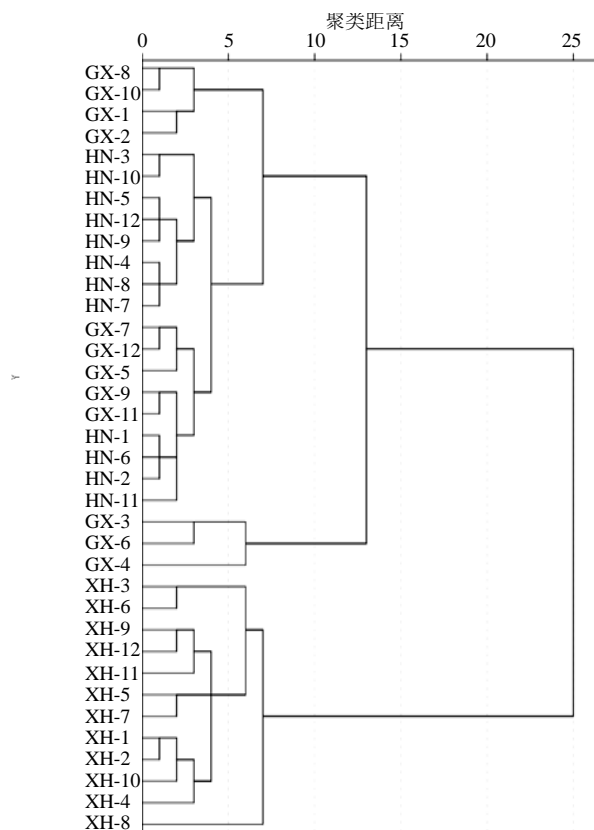 聚类距离
0 5 10 15 20 25
GX-8
GX-10
GX-1
GX-2
HN-3
HN-10
HN-5
HN-12
HN-9
HN-4
HN-8
HN-7
GX-7
GX-12
GX-5
GX-9
GX-11
HN-1
HN-6
HN-2
HN-11
GX-3
GX-6
GX-4
XH-3
XH-6
XH-9
XH-12
XH-11
XH-5
XH-7
XH-1
XH-2
XH-10
XH-4
XH-8